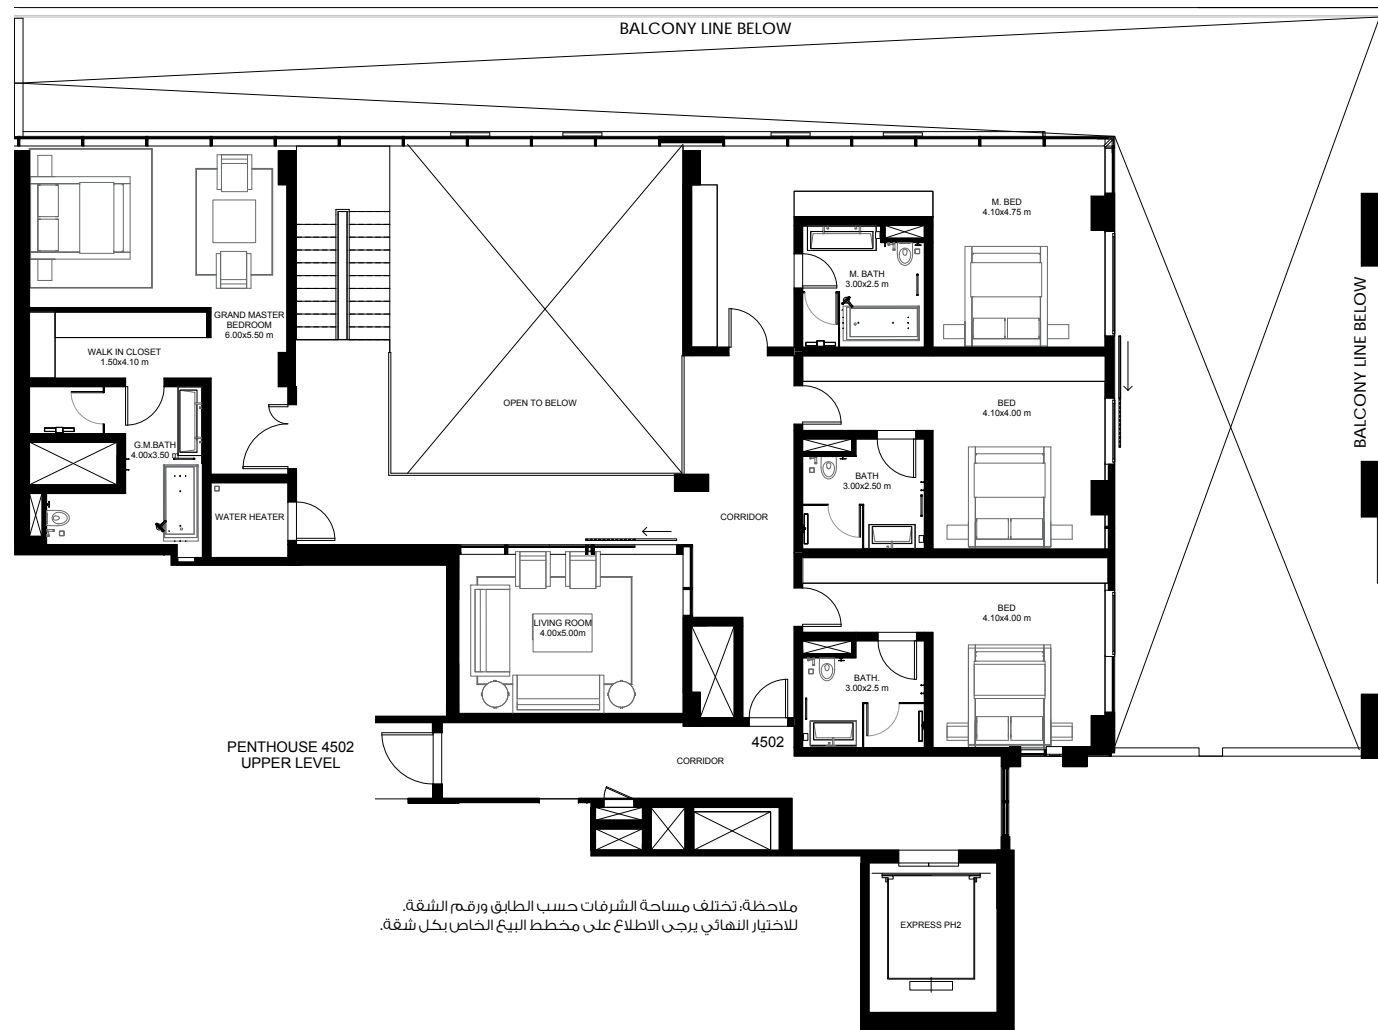 BALCONY LINE BELOW
M. BED
4.10x4.75 m
M. BATH
3.00x2.5 m
GRAND MASTER
BEDROOM
6.00x5.50 m
WALK IN CLOSET
1.50x4.10 m
BALCONY LINE BELOW
OPEN TO BELOW
BED
4.10x4.00 m
G.M.BATH
4.00x3.50 m
BATH
3.00x2.50 m
WATER HEATER
CORRIDOR
LIVING ROOM
4.00x5.00m
BED
4.10x4.00 m
BATH.
3.00x2.5 m
PENTHOUSE 4502
UPPER LEVEL
4502
CORRIDOR
ملاحظة: تختلف مساحة الشرفات حسب الطابق ورقم الشقة.
للاختيار النهائي يرجى الاطلاع على مخطط البيع الخاص بكل شقة.
EXPRESS PH2